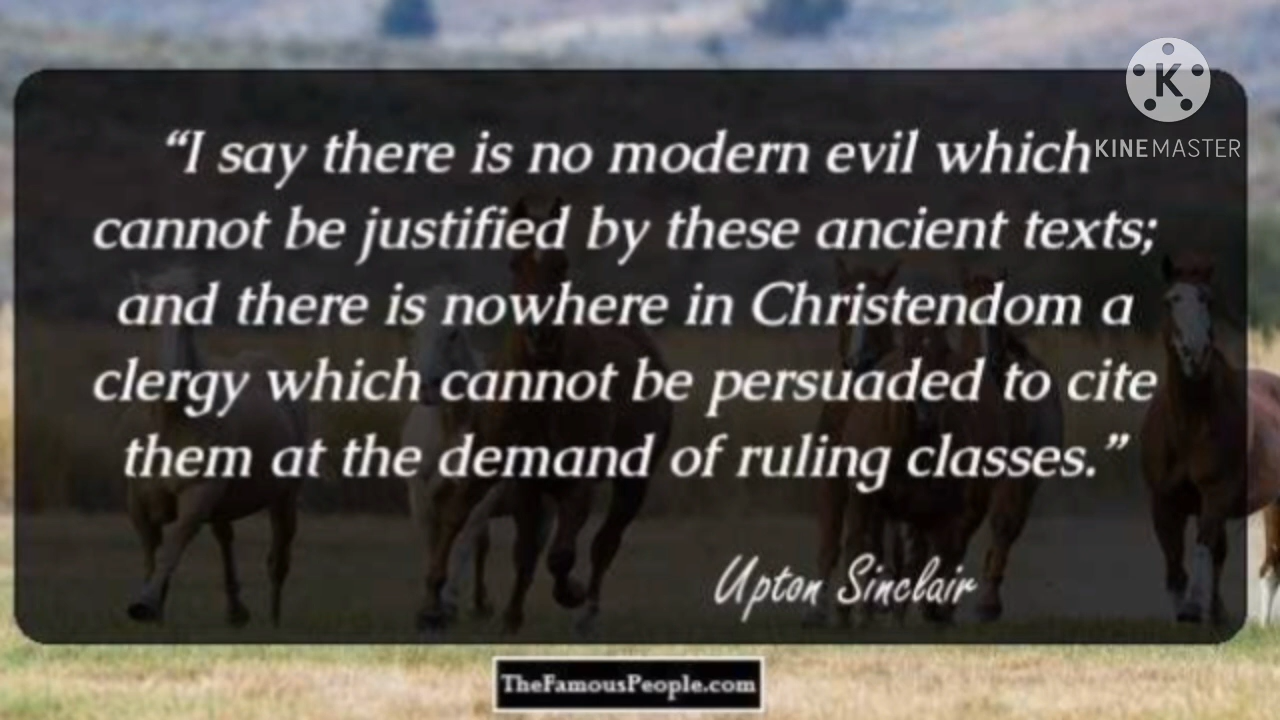 “I say there is no modern evil which
cannot be justified by these ancient texts;
and there is nowhere in Christendom a
clergy which cannot be persuaded to cite
them at the demand of ruling classes.”
Upton Sinclair
TheFamousPeople.com
K
KINEMASTER